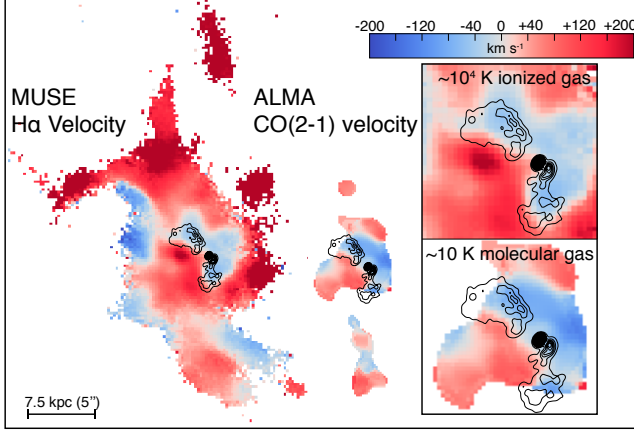 -200 -120 -40 0 +40 +120 +200
km s⁻¹
MUSE
Hα Velocity
ALMA
CO(2-1) velocity
~10⁴ K ionized gas
~10 K molecular gas
7.5 kpc (5”)